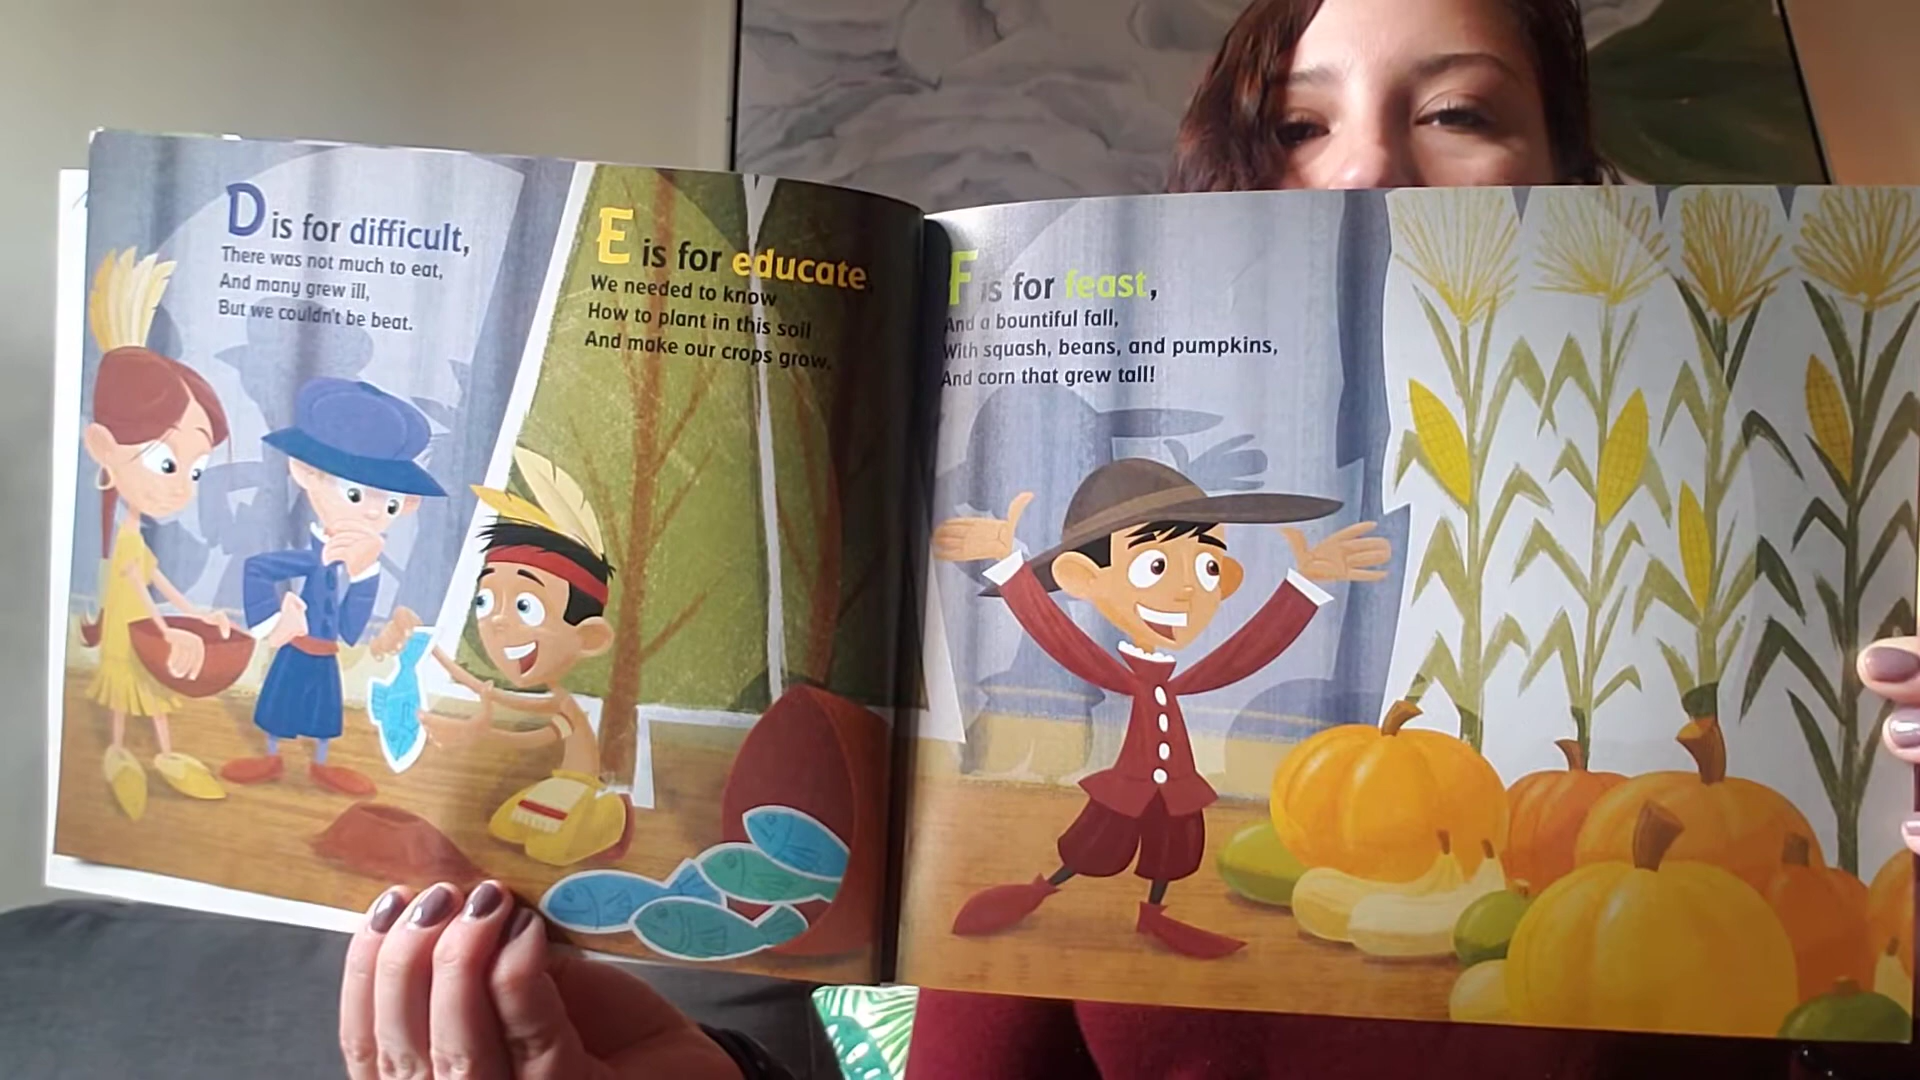 D is for difficult,
There was not much to eat,
And many grew ill,
But we couldn't be beat.
E is for educate,
We needed to know
How to plant in this soil
And make our crops grow.
F is for feast,
And a bountiful fall,
With squash, beans, and pumpkins,
And corn that grew tall!